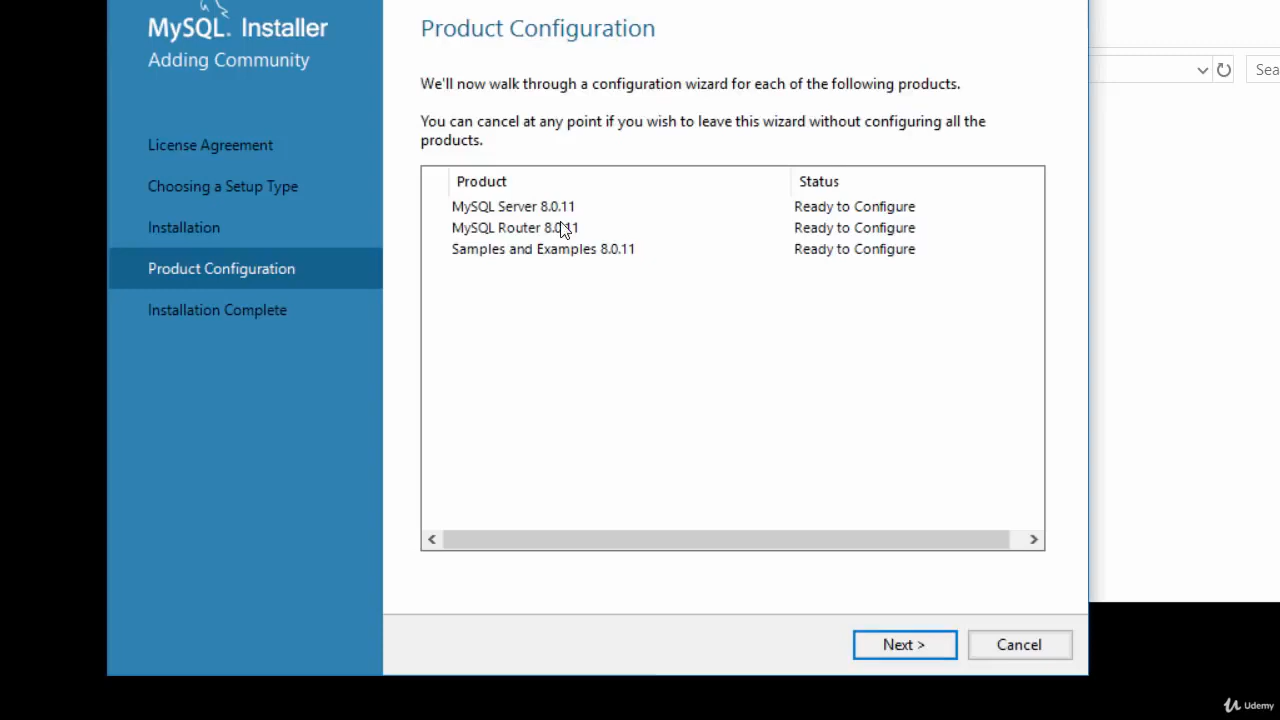 MySQL. Installer
Adding Community
License Agreement
Choosing a Setup Type
Installation
Product Configuration
Installation Complete
Product Configuration
We'll now walk through a configuration wizard for each of the following products.
You can cancel at any point if you wish to leave this wizard without configuring all the
products.
Product Status
MySQL Server 8.0.11 Ready to Configure
MySQL Router 8.0.11 Ready to Configure
Samples and Examples 8.0.11 Ready to Configure
Next >
Cancel
Sea
Udemy